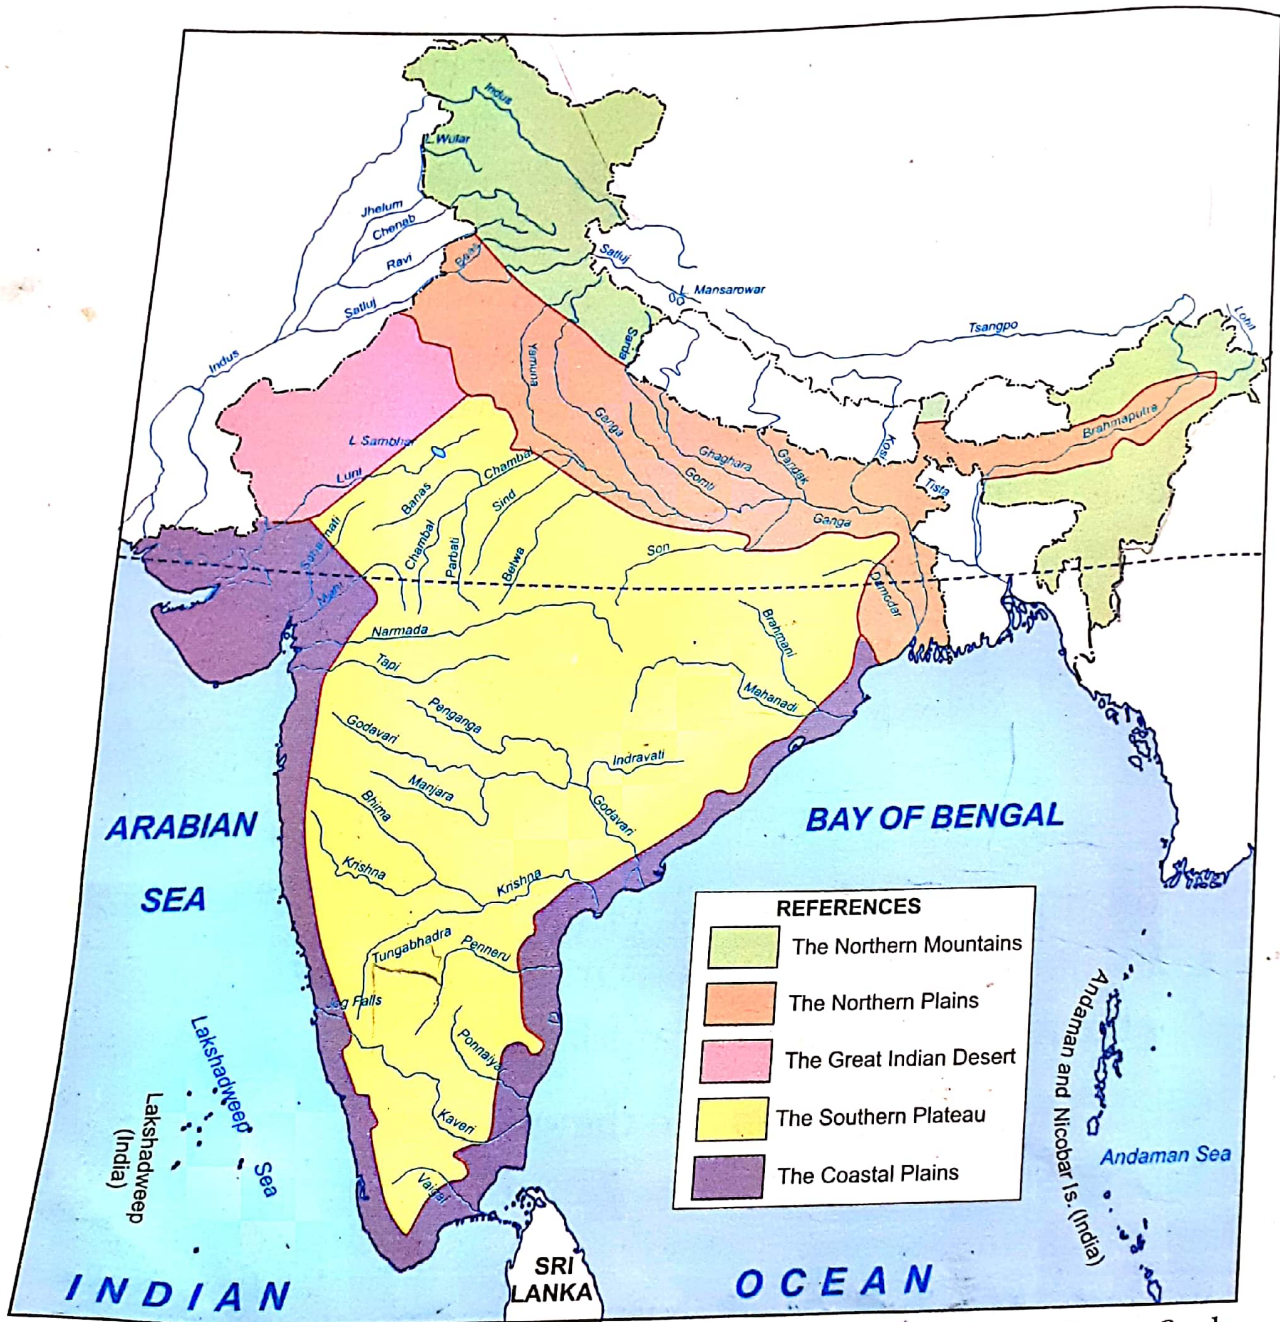 Indus
L.Wular
Jhelum
Chenab
Ravi
Beas
Satluj
Satluj
L. Mansarowar
Indus
Sarda
Tsangpo
Lohit
Yamuna
Ganga
Ghaghara
Gomti
Gandak
Kosi
Brahmaputra
Tista
L. Sambhar
Luni
Chambal
Banas
Sind
Chambal
Parbati
Betwa
Ganga
Son
Damodar
Sabarmati
Mahi
Narmada
Tapi
Brahmani
Mahanadi
Penganga
Godavari
Indravati
Manjara
Godavari
Bhima
Krishna
Krishna
Tungabhadra
Penneru
Jog Falls
Ponnaiyar
Kaveri
Vaigai
ARABIAN
SEA
BAY OF BENGAL
REFERENCES
The Northern Mountains
The Northern Plains
The Great Indian Desert
The Southern Plateau
The Coastal Plains
Lakshadweep
Sea
Lakshadweep
(India)
Andaman and Nicobar Is. (India)
Andaman Sea
SRI
LANKA
INDIAN
OCEAN